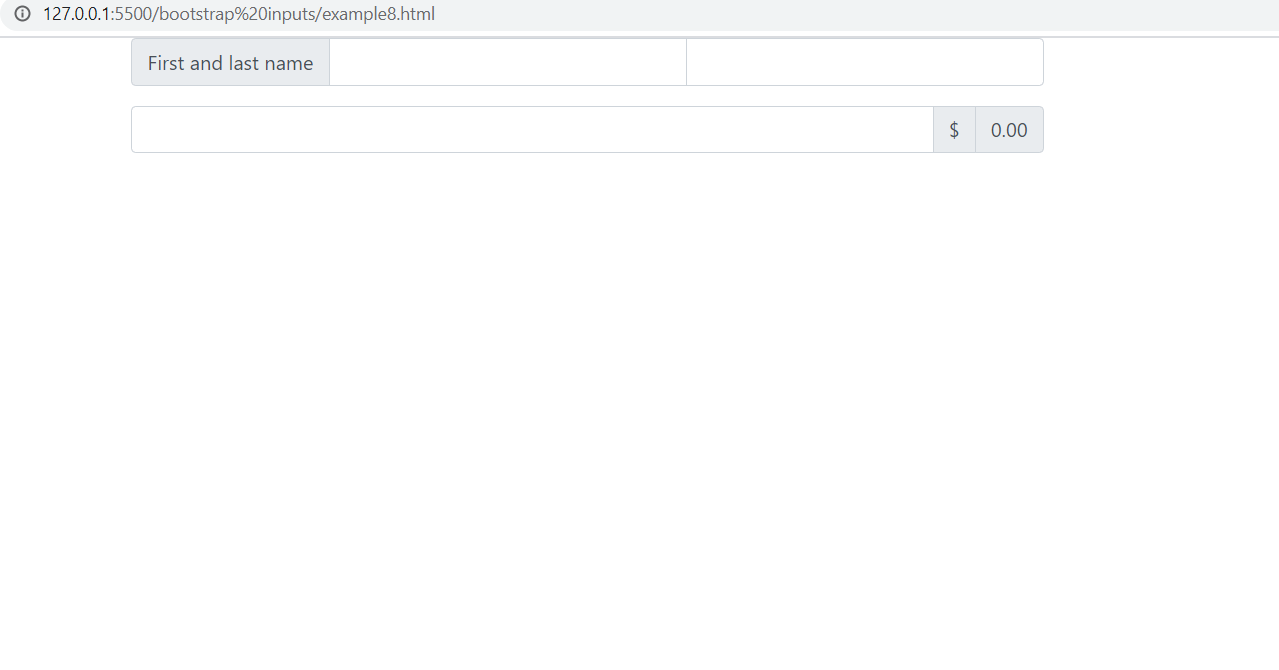 127.0.0.1:5500/bootstrap%20inputs/example8.html
First and last name
$ 0.00